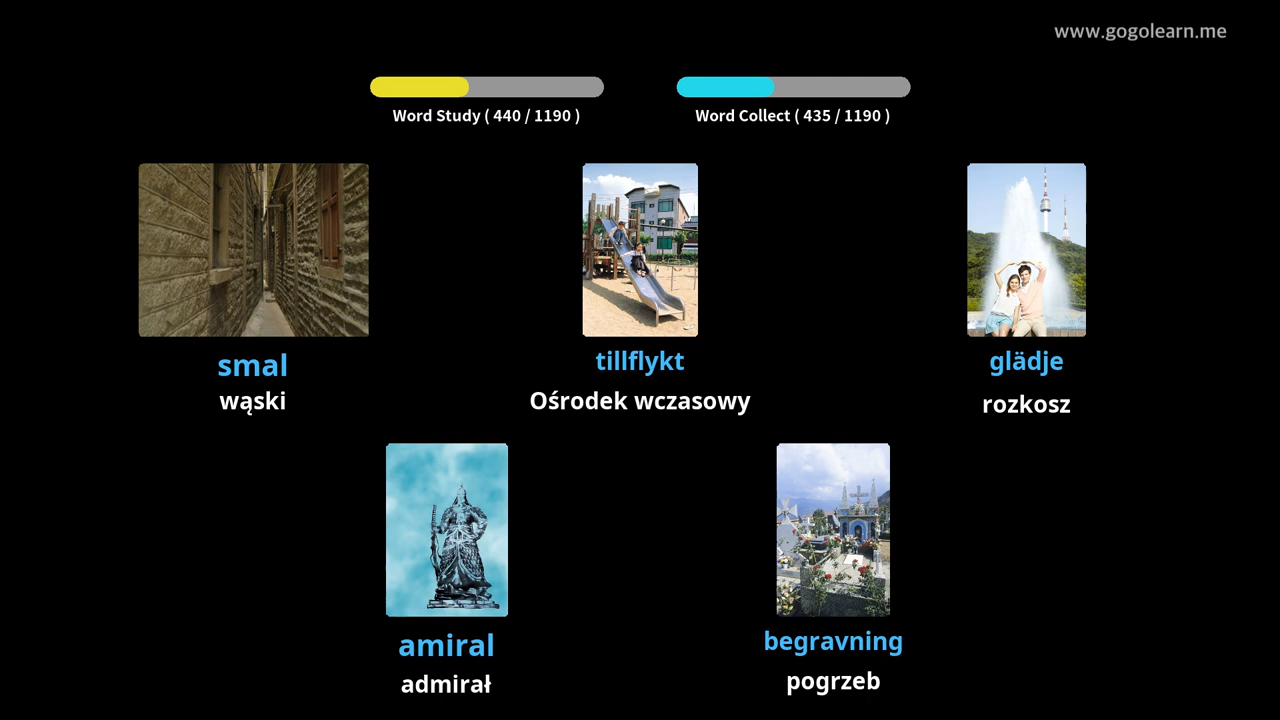 www.gogolearn.me
Word Study ( 440 / 1190 )
Word Collect ( 435 / 1190 )
smal
wąski
tillflykt
Ośrodek wczasowy
glädje
rozkosz
amiral
admirał
begravning
pogrzeb